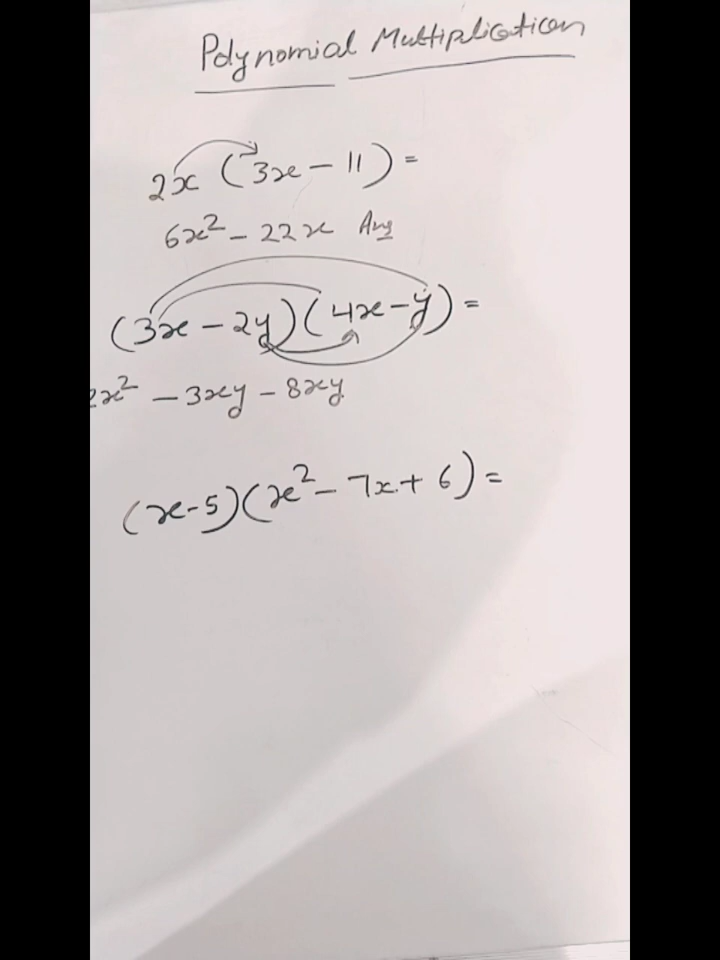 Polynomial Multiplication
2x (3x - 11) =
6x² - 22x Ans
(3x - 2y)(4x - y) =
2x² - 3xy - 8xy
(x - 5)(x² - 7x + 6) =